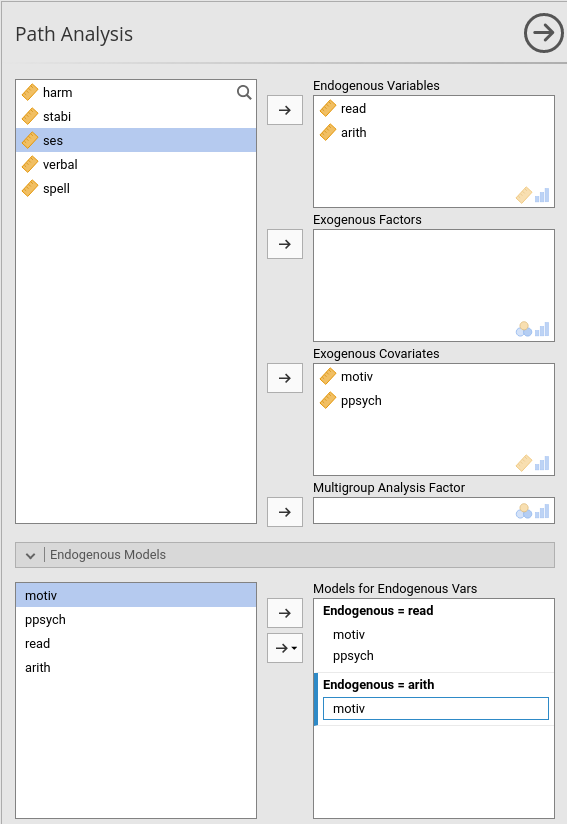 Path Analysis
harm
stabi
ses
verbal
spell
Endogenous Variables
read
arith
Exogenous Factors
Exogenous Covariates
motiv
ppsych
Multigroup Analysis Factor
Endogenous Models
motiv
ppsych
read
arith
Models for Endogenous Vars
Endogenous = read
motiv
ppsych
Endogenous = arith
motiv